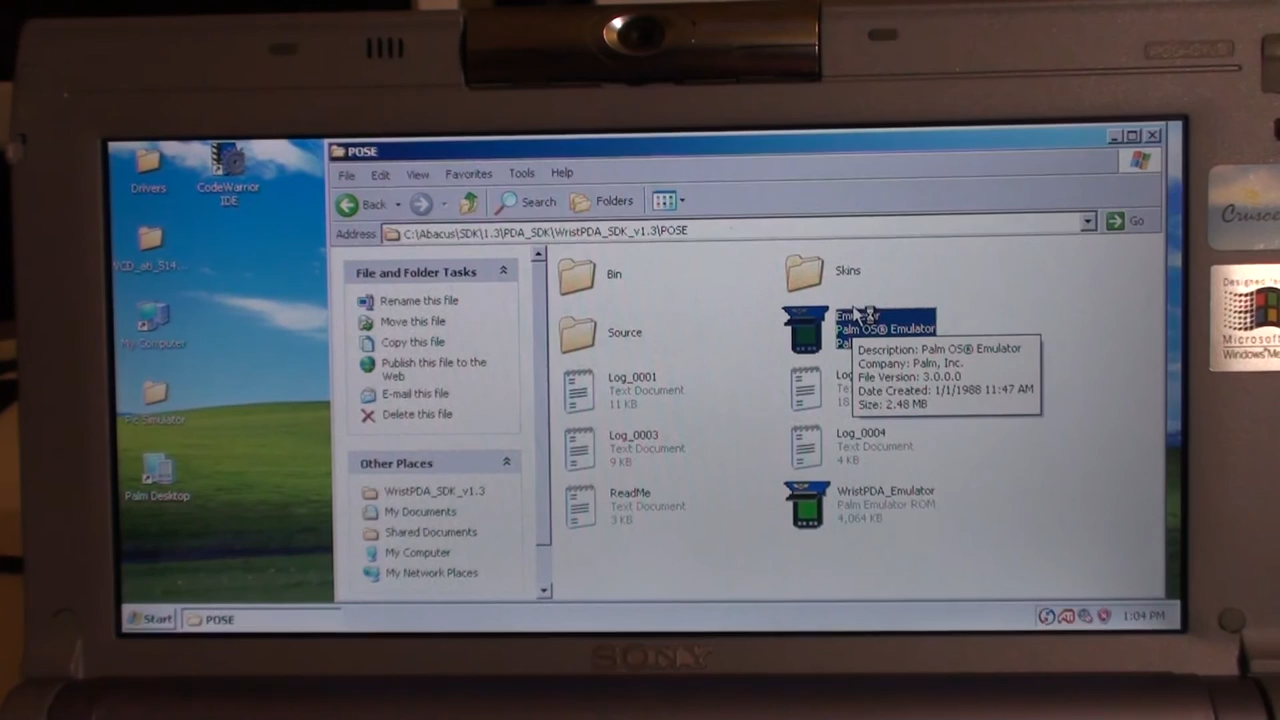 POSE
File Edit View Favorites Tools Help
Back Search Folders
Address C:\Abacus\SDK\1.3\PDA_SDK\WristPDA_SDK_v1.3\POSE Go
Drivers
CodeWarrior
IDE
My Computer
Pic Simulator
Palm Desktop
File and Folder Tasks
Rename this file
Move this file
Copy this file
Publish this file to the
Web
E-mail this file
Delete this file
Other Places
WristPDA_SDK_v1.3
My Documents
Shared Documents
My Computer
My Network Places
Bin
Skins
Source
Palm OS® Emulator
Description: Palm OS® Emulator
Company: Palm, Inc.
File Version: 3.0.0.0
Date Created: 1/1/1988 11:47 AM
Size: 2.48 MB
Log_0001
Text Document
11 KB
Log_0003
Text Document
9 KB
Log_0004
Text Document
4 KB
ReadMe
Text Document
3 KB
WristPDA_Emulator
Palm Emulator ROM
4,064 KB
Start POSE 1:04 PM
SONY
Designed for
Microsoft